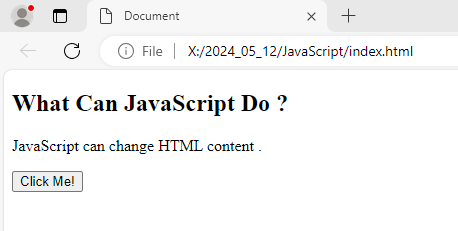 Document
File X:/2024_05_12/JavaScript/index.html
What Can JavaScript Do ?
JavaScript can change HTML content .
Click Me!